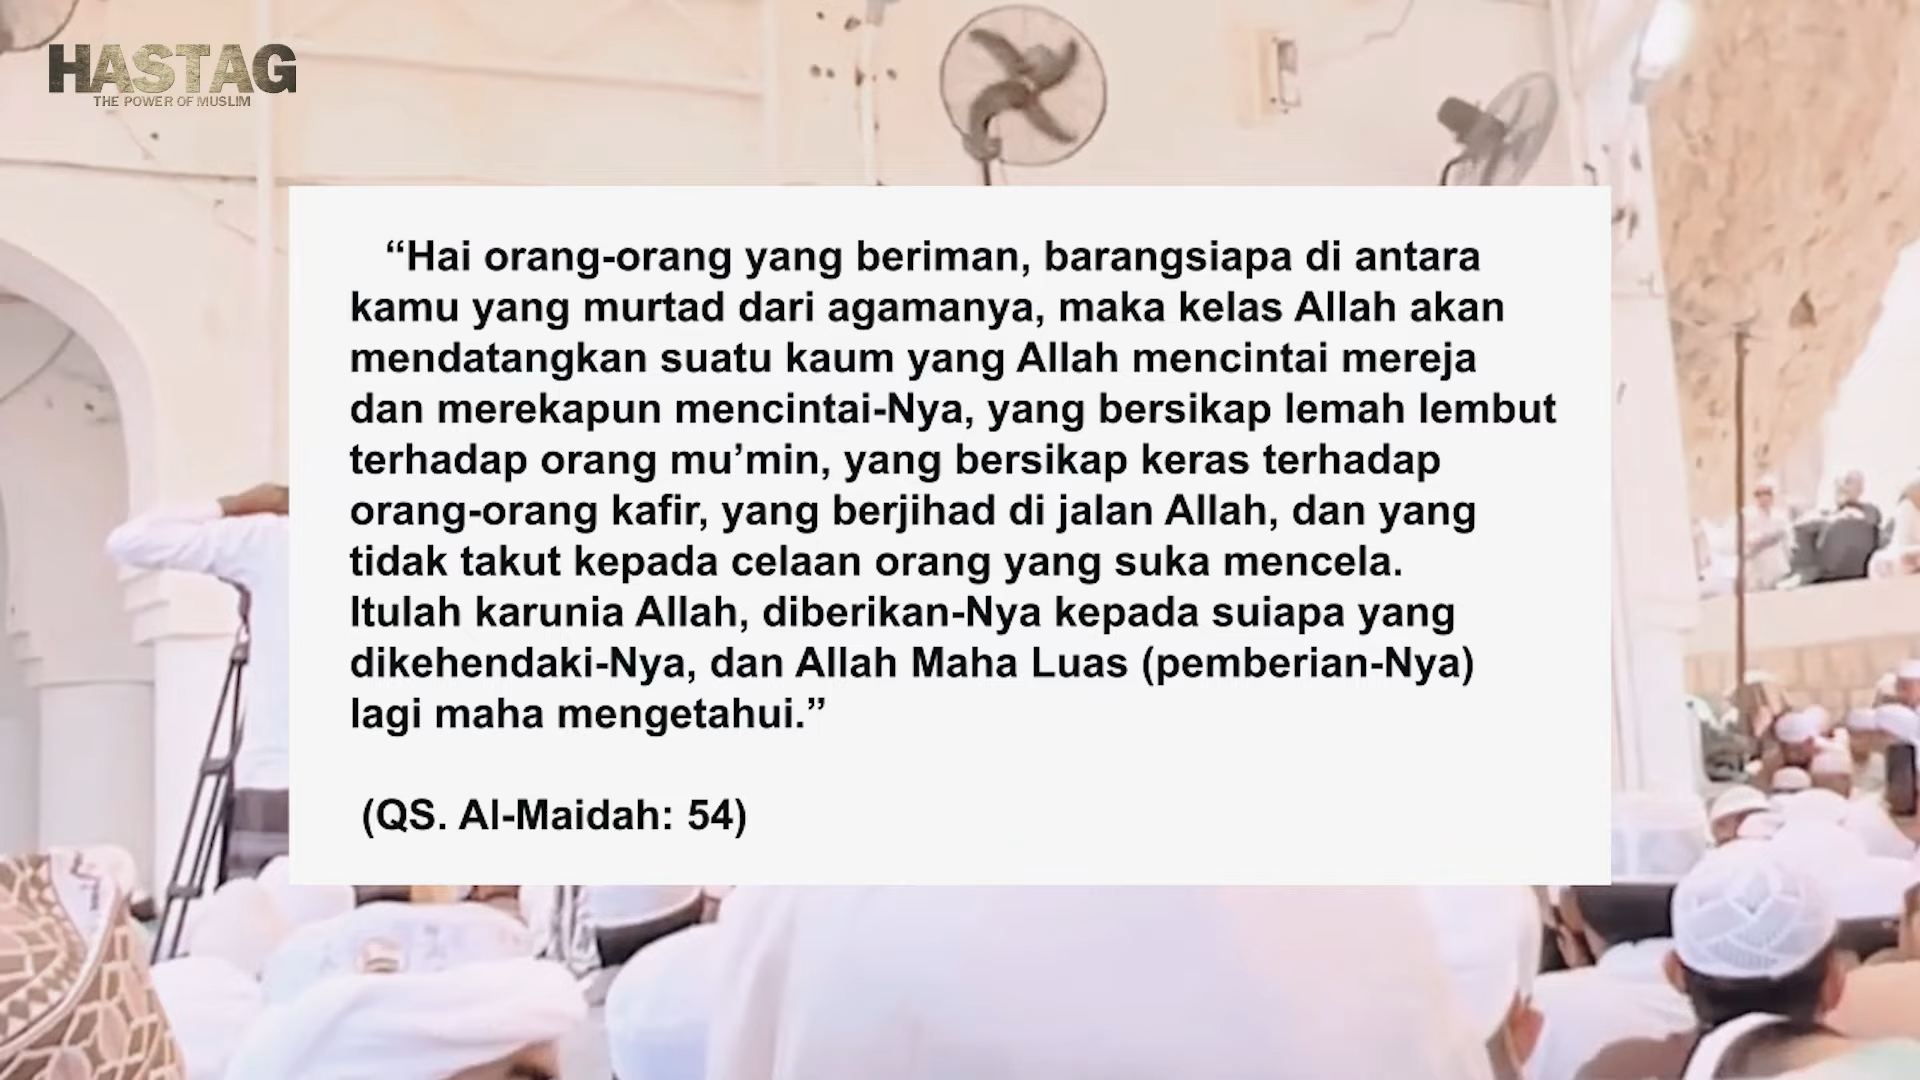 HASTAG
THE POWER OF MUSLIM
“Hai orang-orang yang beriman, barangsiapa di antara
kamu yang murtad dari agamanya, maka kelas Allah akan
mendatangkan suatu kaum yang Allah mencintai mereja
dan merekapun mencintai-Nya, yang bersikap lemah lembut
terhadap orang mu’min, yang bersikap keras terhadap
orang-orang kafir, yang berjihad di jalan Allah, dan yang
tidak takut kepada celaan orang yang suka mencela.
Itulah karunia Allah, diberikan-Nya kepada suiapa yang
dikehendaki-Nya, dan Allah Maha Luas (pemberian-Nya)
lagi maha mengetahui.”
(QS. Al-Maidah: 54)